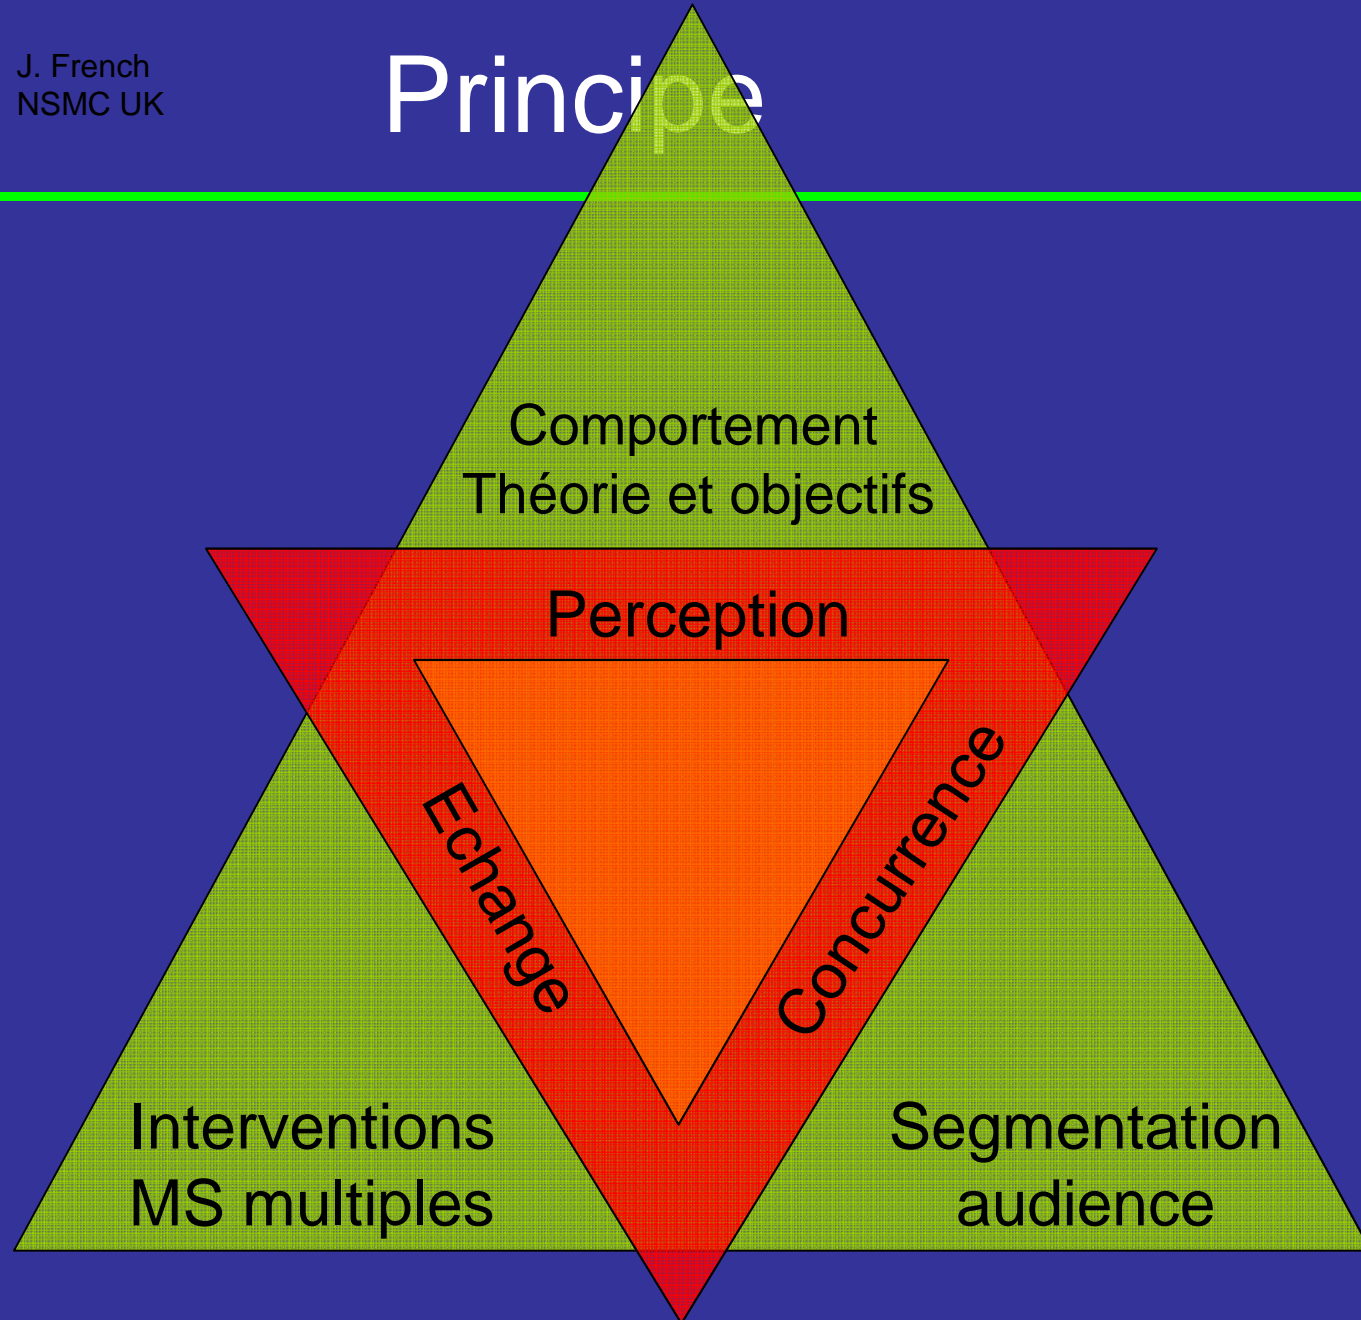 J. French
NSMC UK
Principe
Comportement
Théorie et objectifs
Perception
Echange
Concurrence
Interventions
MS multiples
Segmentation
audience